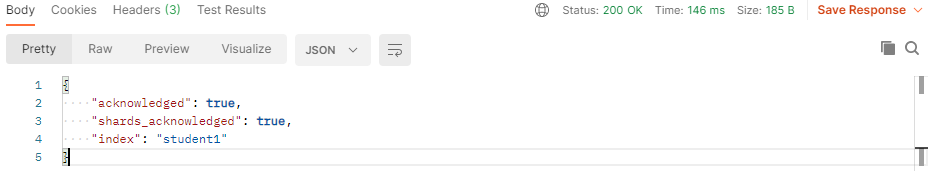 Body Cookies Headers (3) Test Results Status: 200 OK Time: 146 ms Size: 185 B Save Response
Pretty Raw Preview Visualize JSON
1 {
2 "acknowledged": true,
3 "shards_acknowledged": true,
4 "index": "student1"
5 }